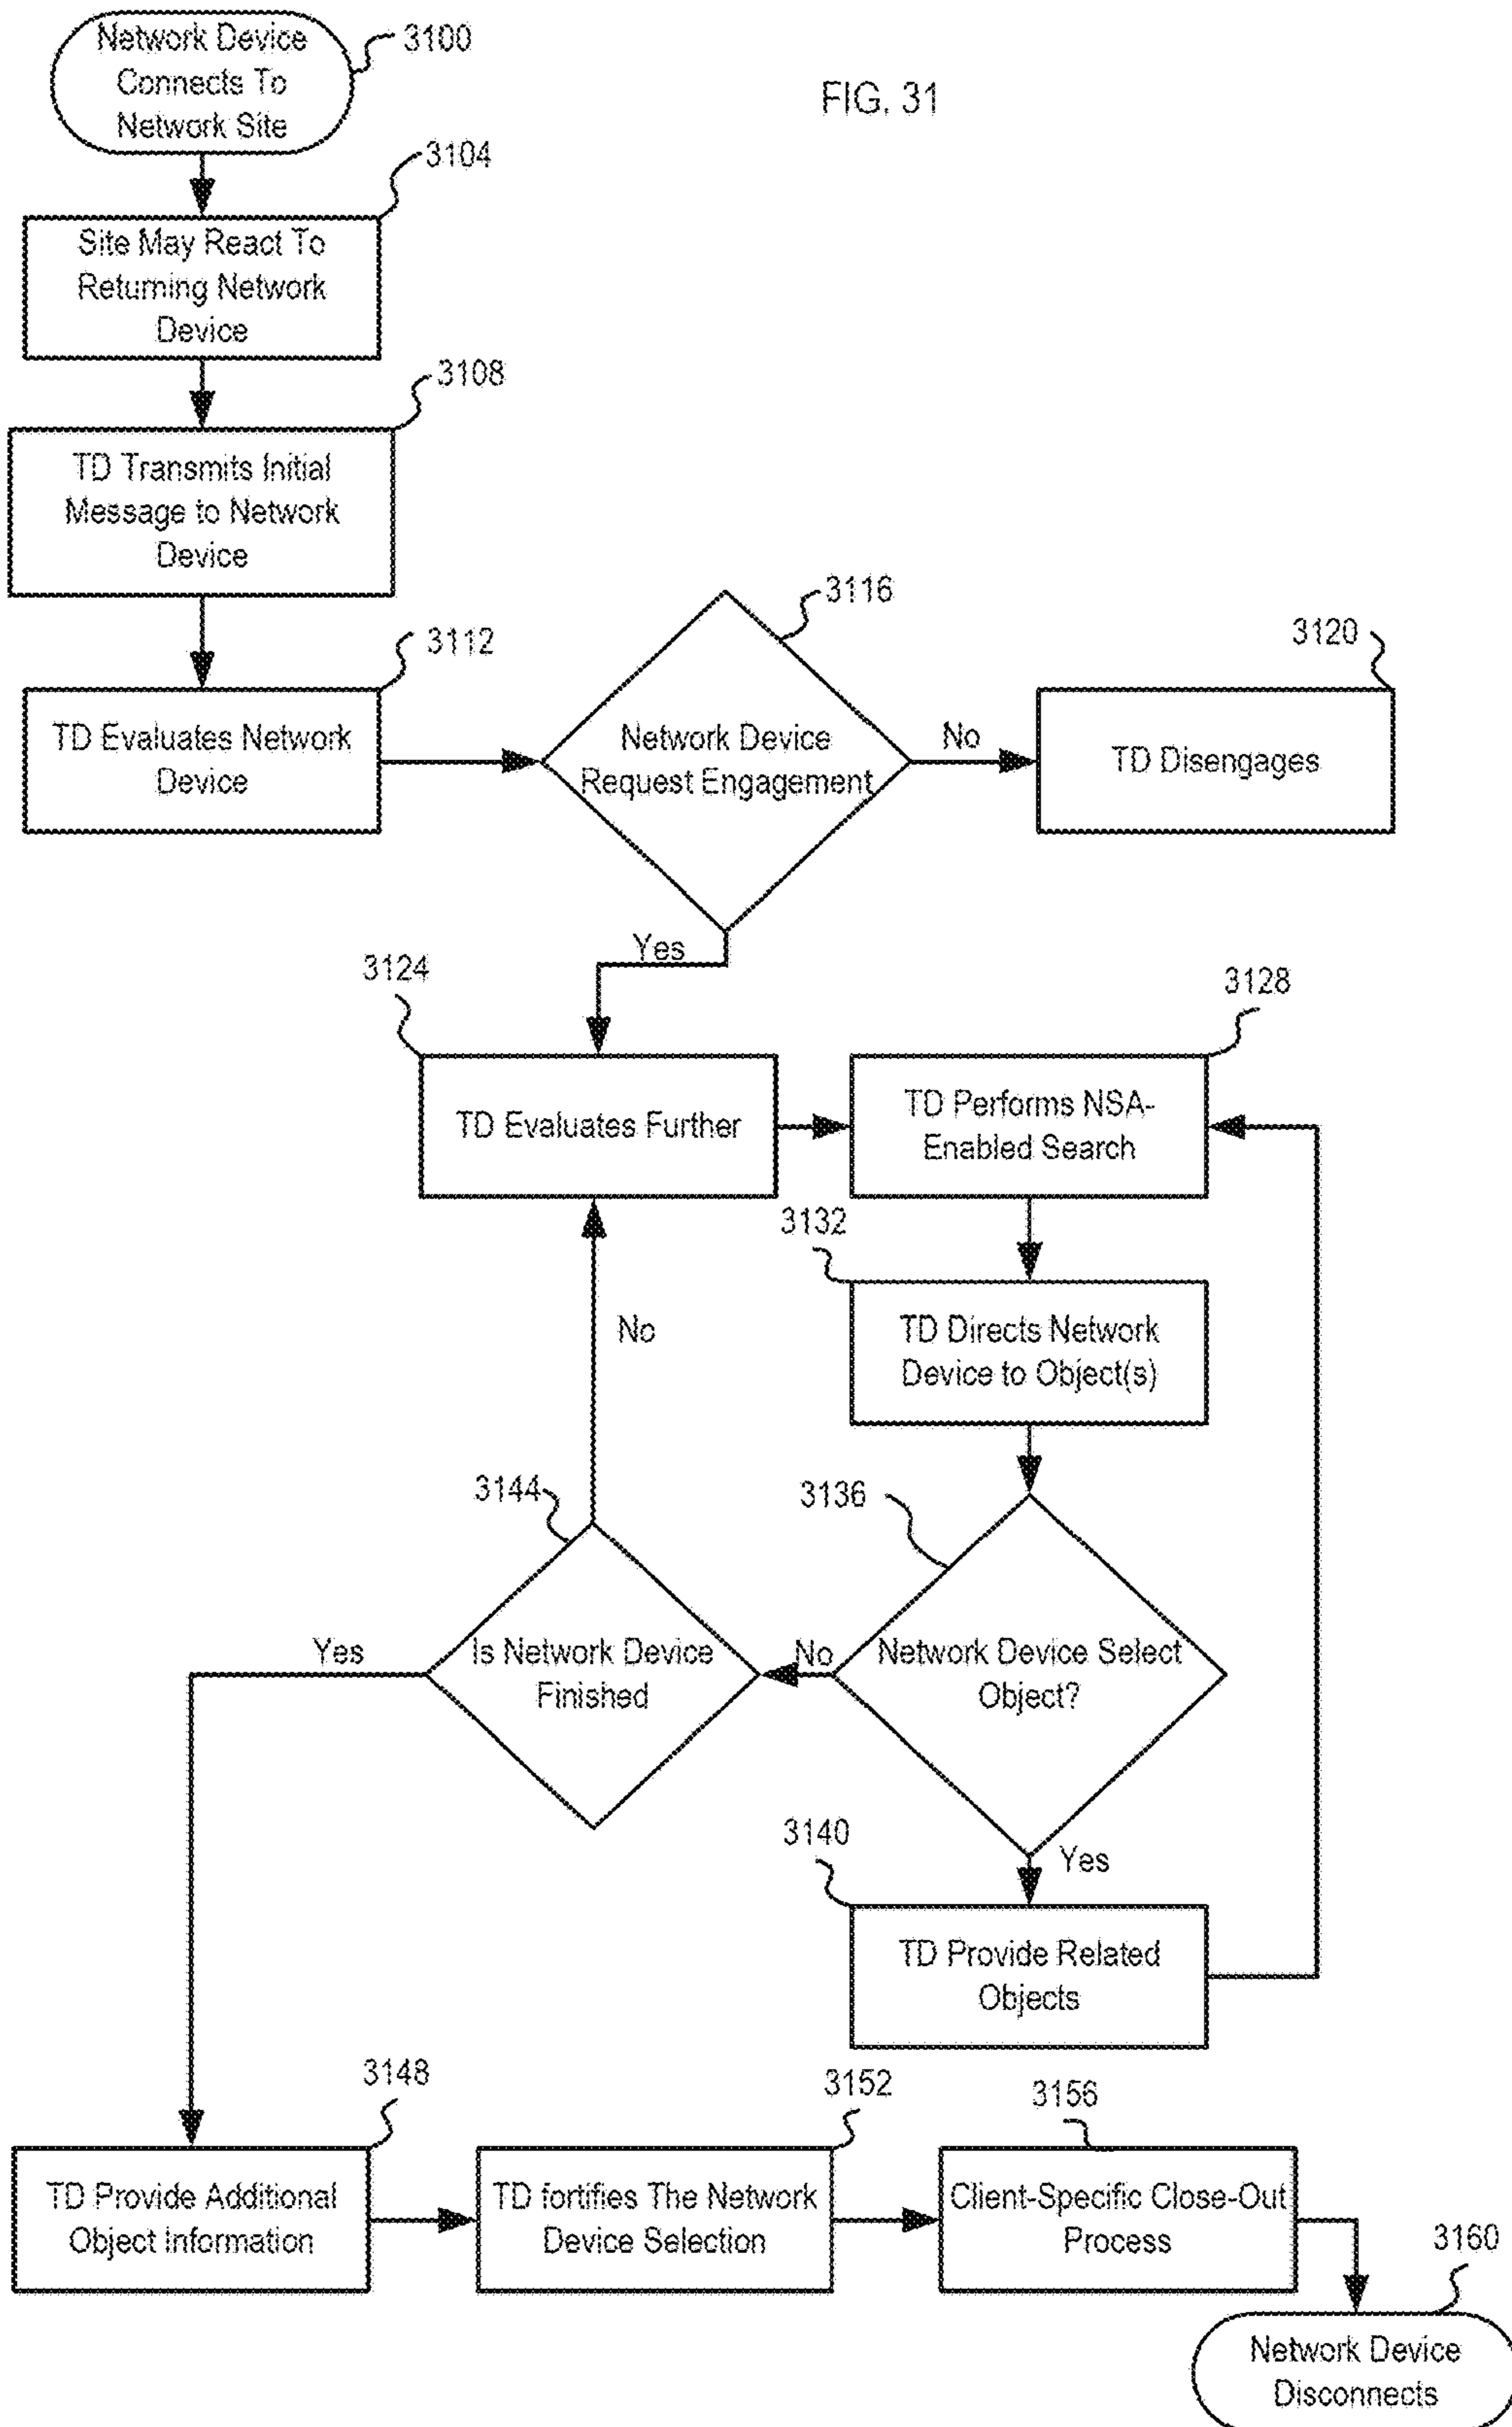 Network Device
Connects To
Network Site
3100
FIG. 31
3104
Site May React To
Returning Network
Device
3108
TD Transmits Initial
Message to Network
Device
3112
TD Evaluates Network
Device
3116
Network Device
Request Engagement
No
3120
TD Disengages
Yes
3124
TD Evaluates Further
3128
TD Performs NSA-
Enabled Search
3132
TD Directs Network
Device to Object(s)
No
3144
Is Network Device
Finished
Yes
No
3136
Network Device Select
Object?
Yes
3140
TD Provide Related
Objects
3148
TD Provide Additional
Object Information
3152
TD fortifies The Network
Device Selection
3156
Client-Specific Close-Out
Process
3160
Network Device
Disconnects